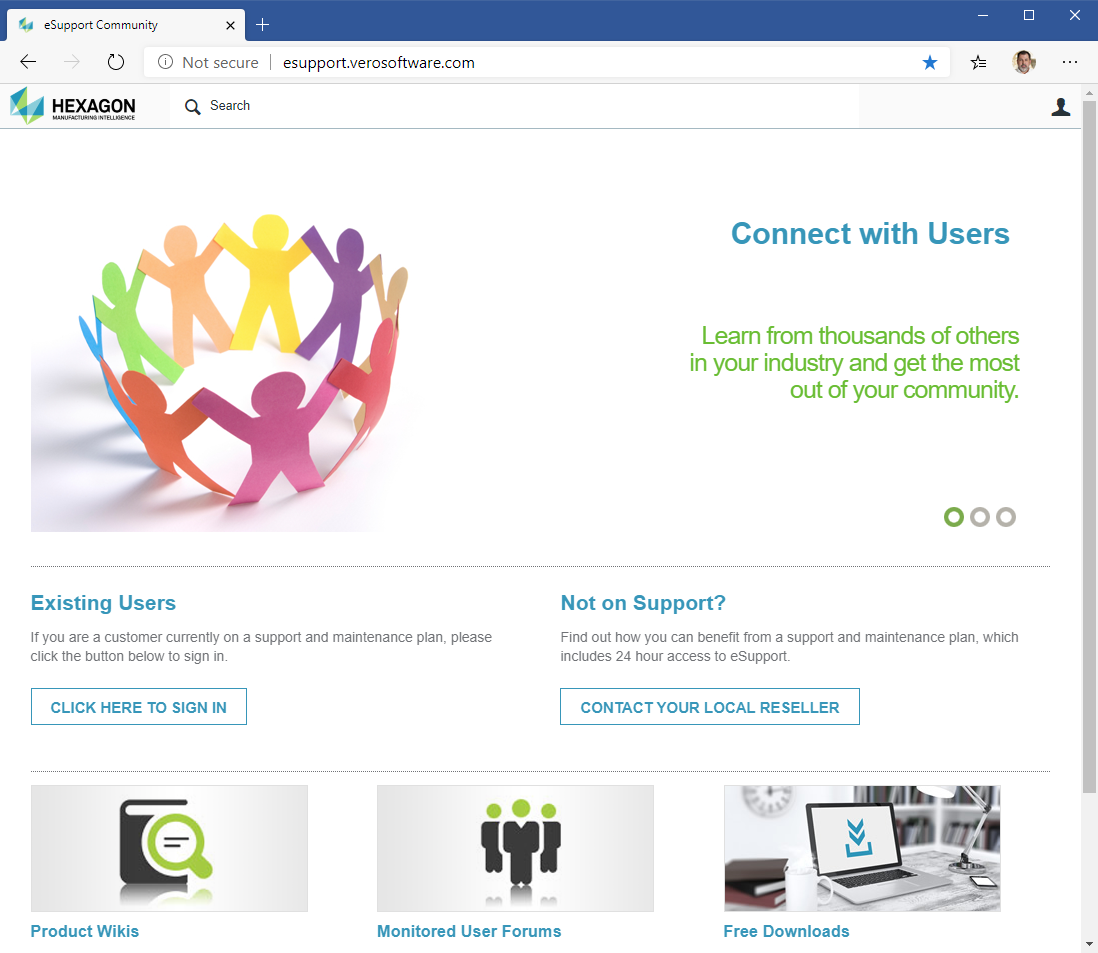 eSupport Community
Not secure
esupport.verosoftware.com
HEXAGON
MANUFACTURING INTELLIGENCE
Search
Connect with Users
Learn from thousands of others
in your industry and get the most
out of your community.
Existing Users
If you are a customer currently on a support and maintenance plan, please
click the button below to sign in.
CLICK HERE TO SIGN IN
Not on Support?
Find out how you can benefit from a support and maintenance plan, which
includes 24 hour access to eSupport.
CONTACT YOUR LOCAL RESELLER
Product Wikis
Monitored User Forums
Free Downloads